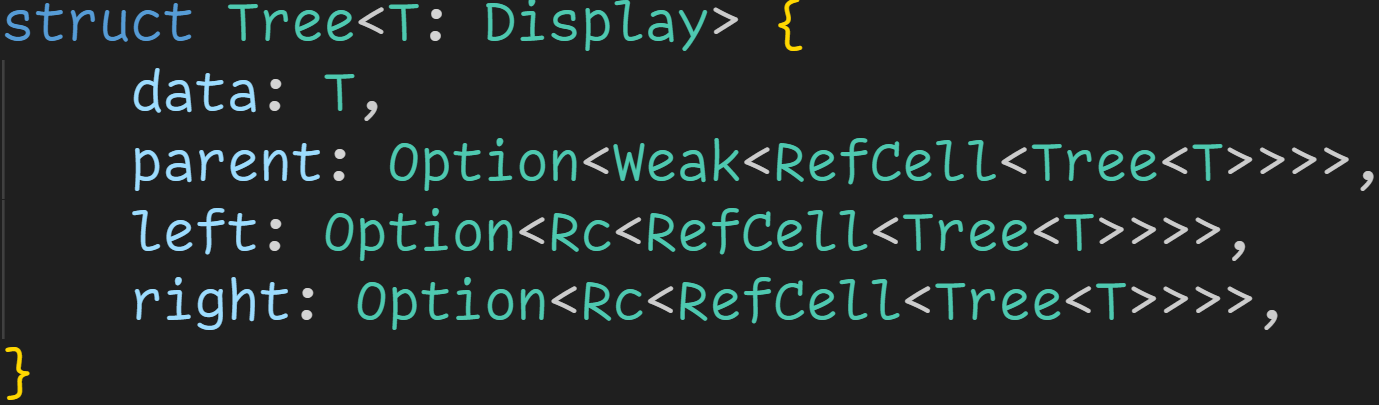 struct Tree<T: Display> {
    data: T,
    parent: Option<Weak<RefCell<Tree<T>>>>,
    left: Option<Rc<RefCell<Tree<T>>>>,
    right: Option<Rc<RefCell<Tree<T>>>>,
}